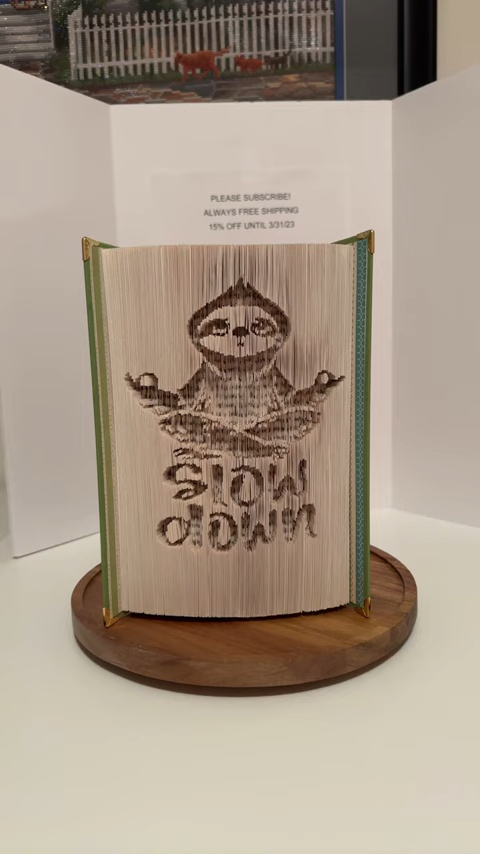 PLEASE SUBSCRIBE!
ALWAYS FREE SHIPPING
15% OFF UNTIL 3/31/23
Slow
down